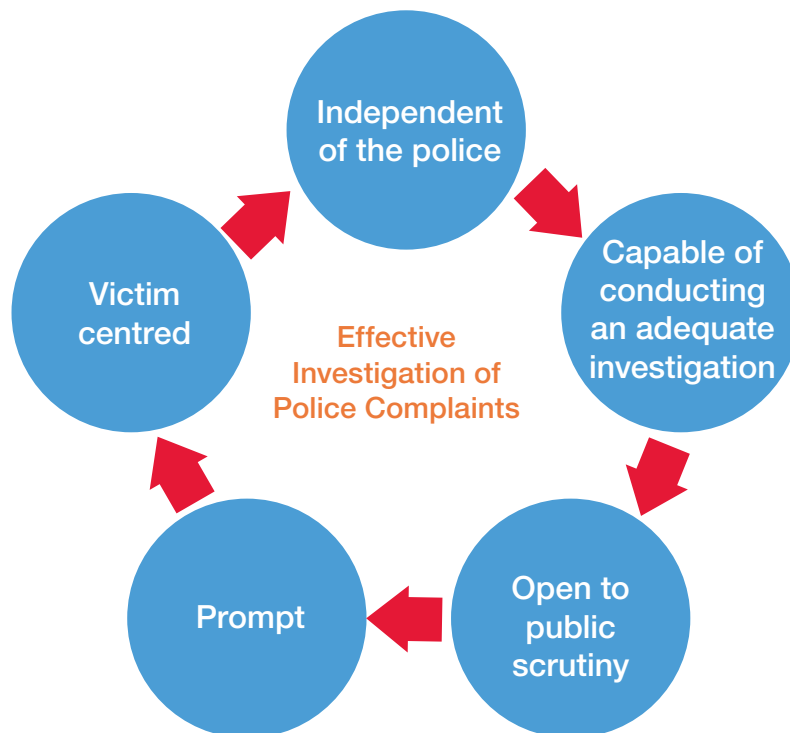 Independent
of the police
Capable of
conducting
an adequate
investigation
Open to
public
scrutiny
Prompt
Victim
centred
Effective
Investigation of
Police Complaints